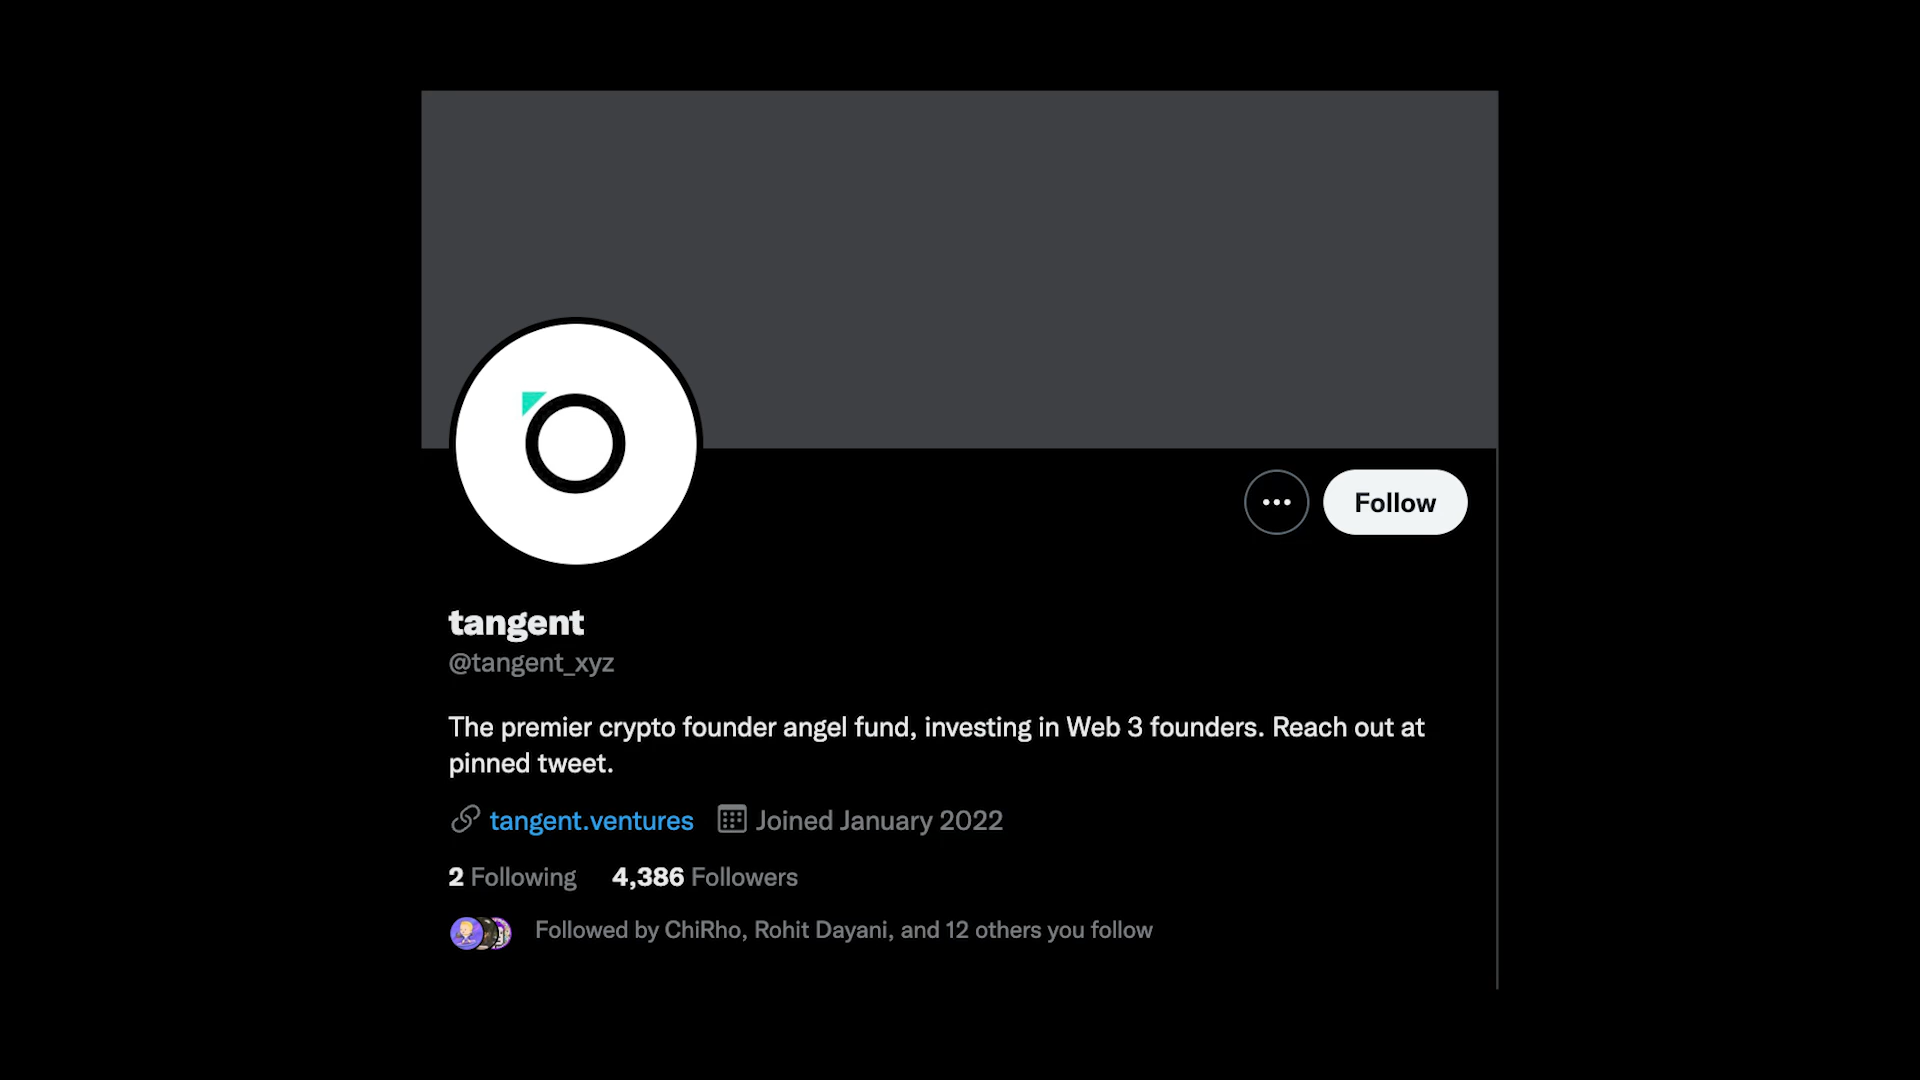 Follow
tangent
@tangent_xyz
The premier crypto founder angel fund, investing in Web 3 founders. Reach out at
pinned tweet.
tangent.ventures Joined January 2022
2 Following 4,386 Followers
Followed by ChiRho, Rohit Dayani, and 12 others you follow